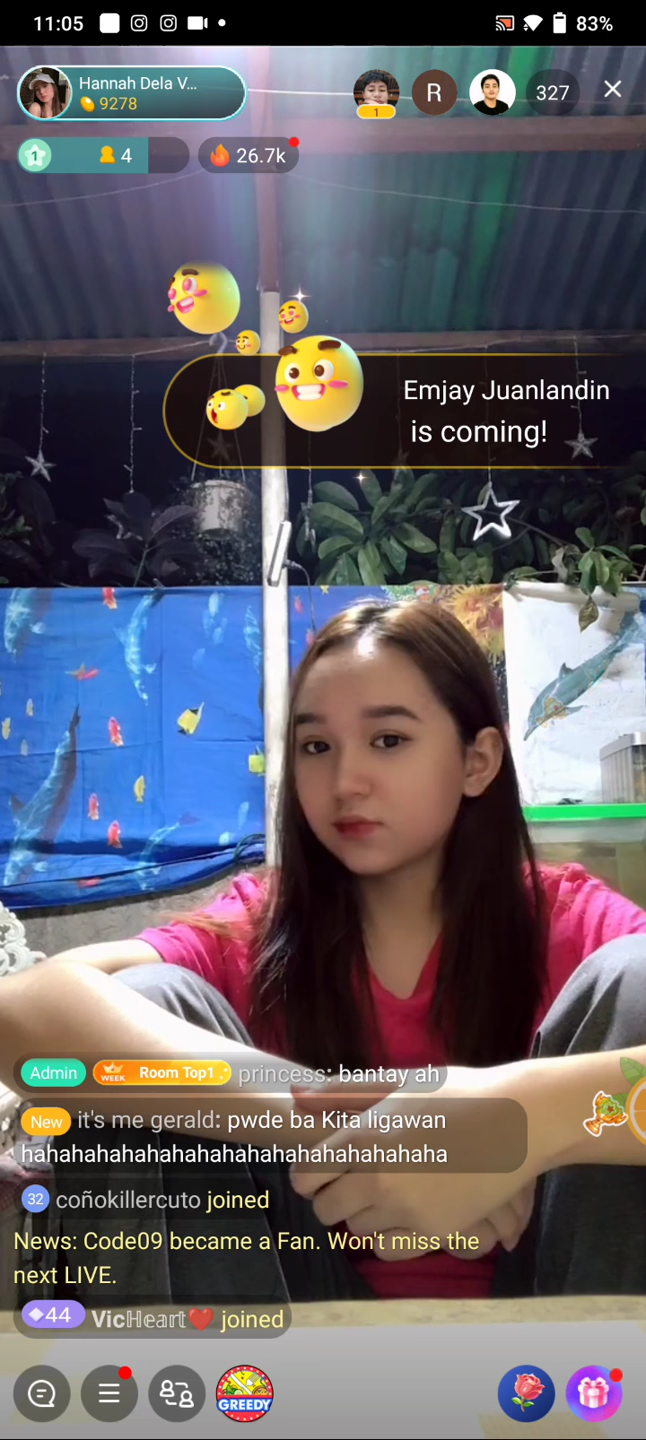 11:05
83%
Hannah Dela V...
9278
1
R
327
1
4
26.7k
Emjay Juanlandin
is coming!
Admin WEEK Room Top1 princess: bantay ah
New it's me gerald: pwde ba Kita ligawan
hahahahahahahahahahahahahahahahaha
32 coñokillercuto joined
News: Code09 became a Fan. Won't miss the
next LIVE.
44 Vicℍ𝕖𝕒𝕣𝕥❤️ joined
GREEDY